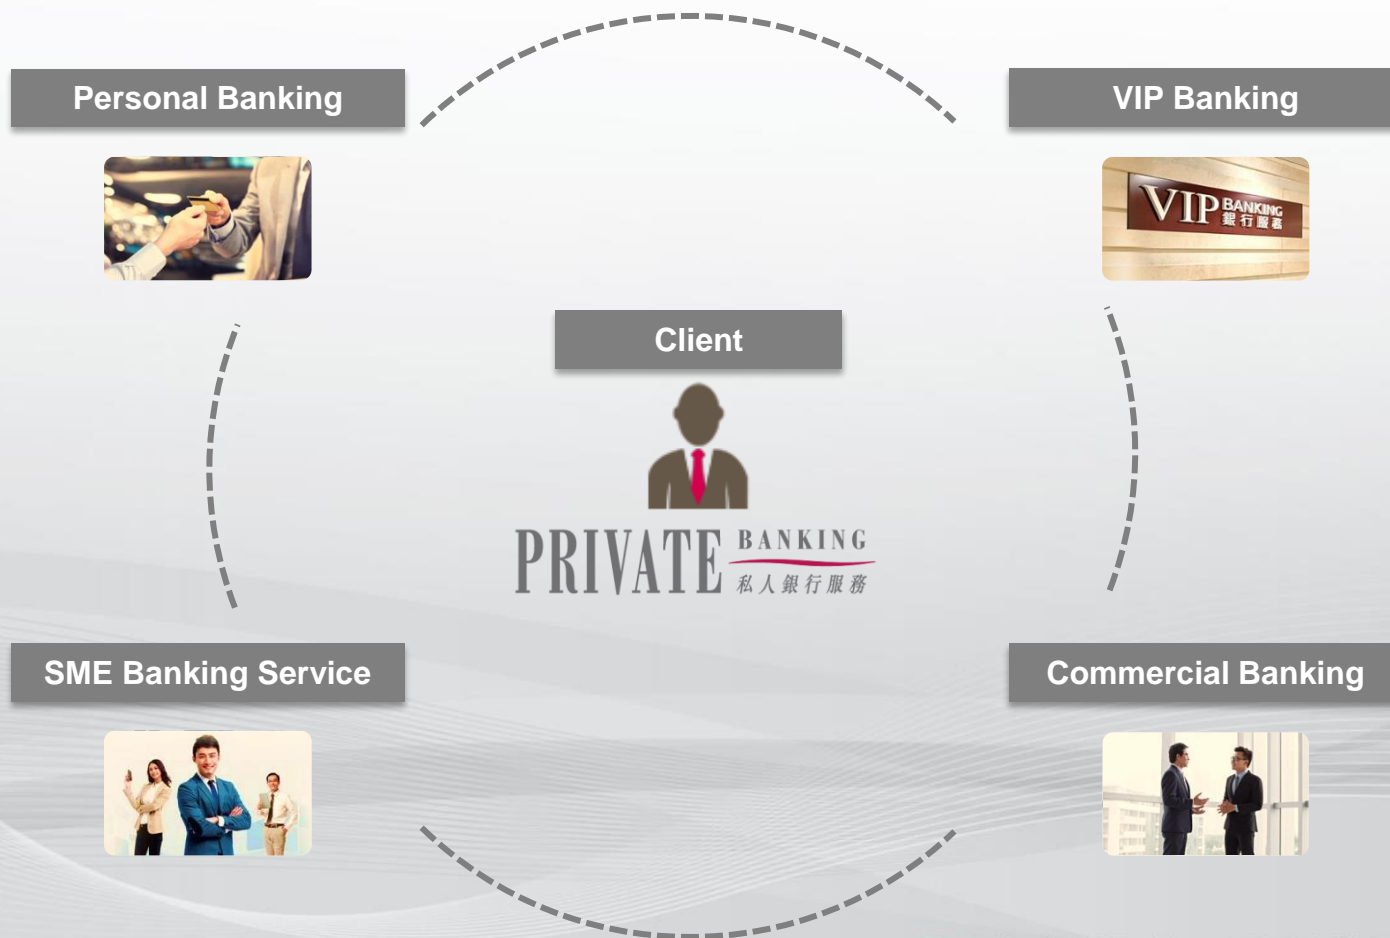 Personal Banking
VIP Banking
VIP BANKING
銀行服務
Client
PRIVATE BANKING
私人銀行服務
SME Banking Service
Commercial Banking